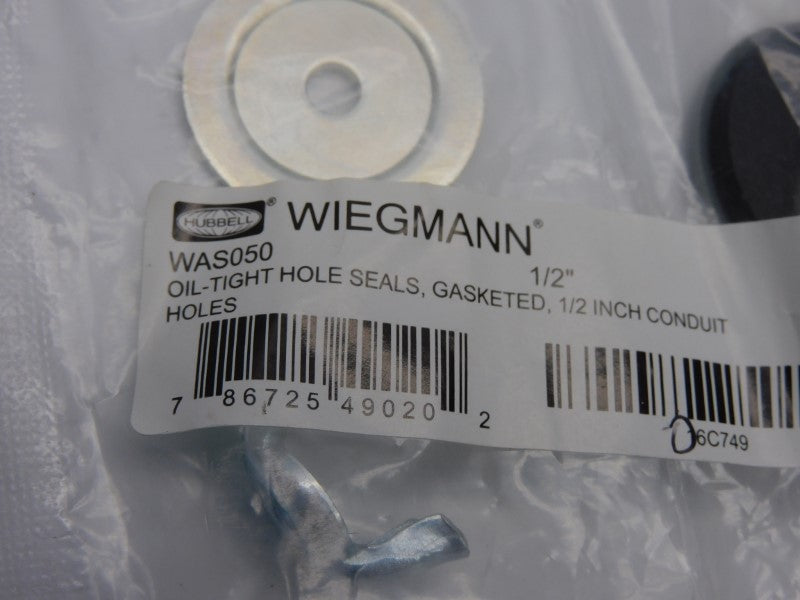 HUBBELL® WIEGMANN®
WAS050 1/2"
OIL-TIGHT HOLE SEALS, GASKETED, 1/2 INCH CONDUIT
HOLES
7 86725 49020 2
6C749